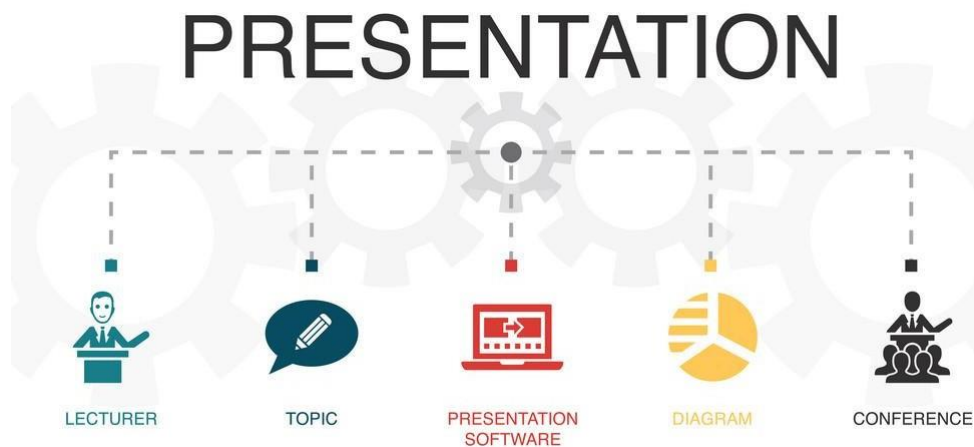 PRESENTATION
LECTURER
TOPIC
PRESENTATION
SOFTWARE
DIAGRAM
CONFERENCE